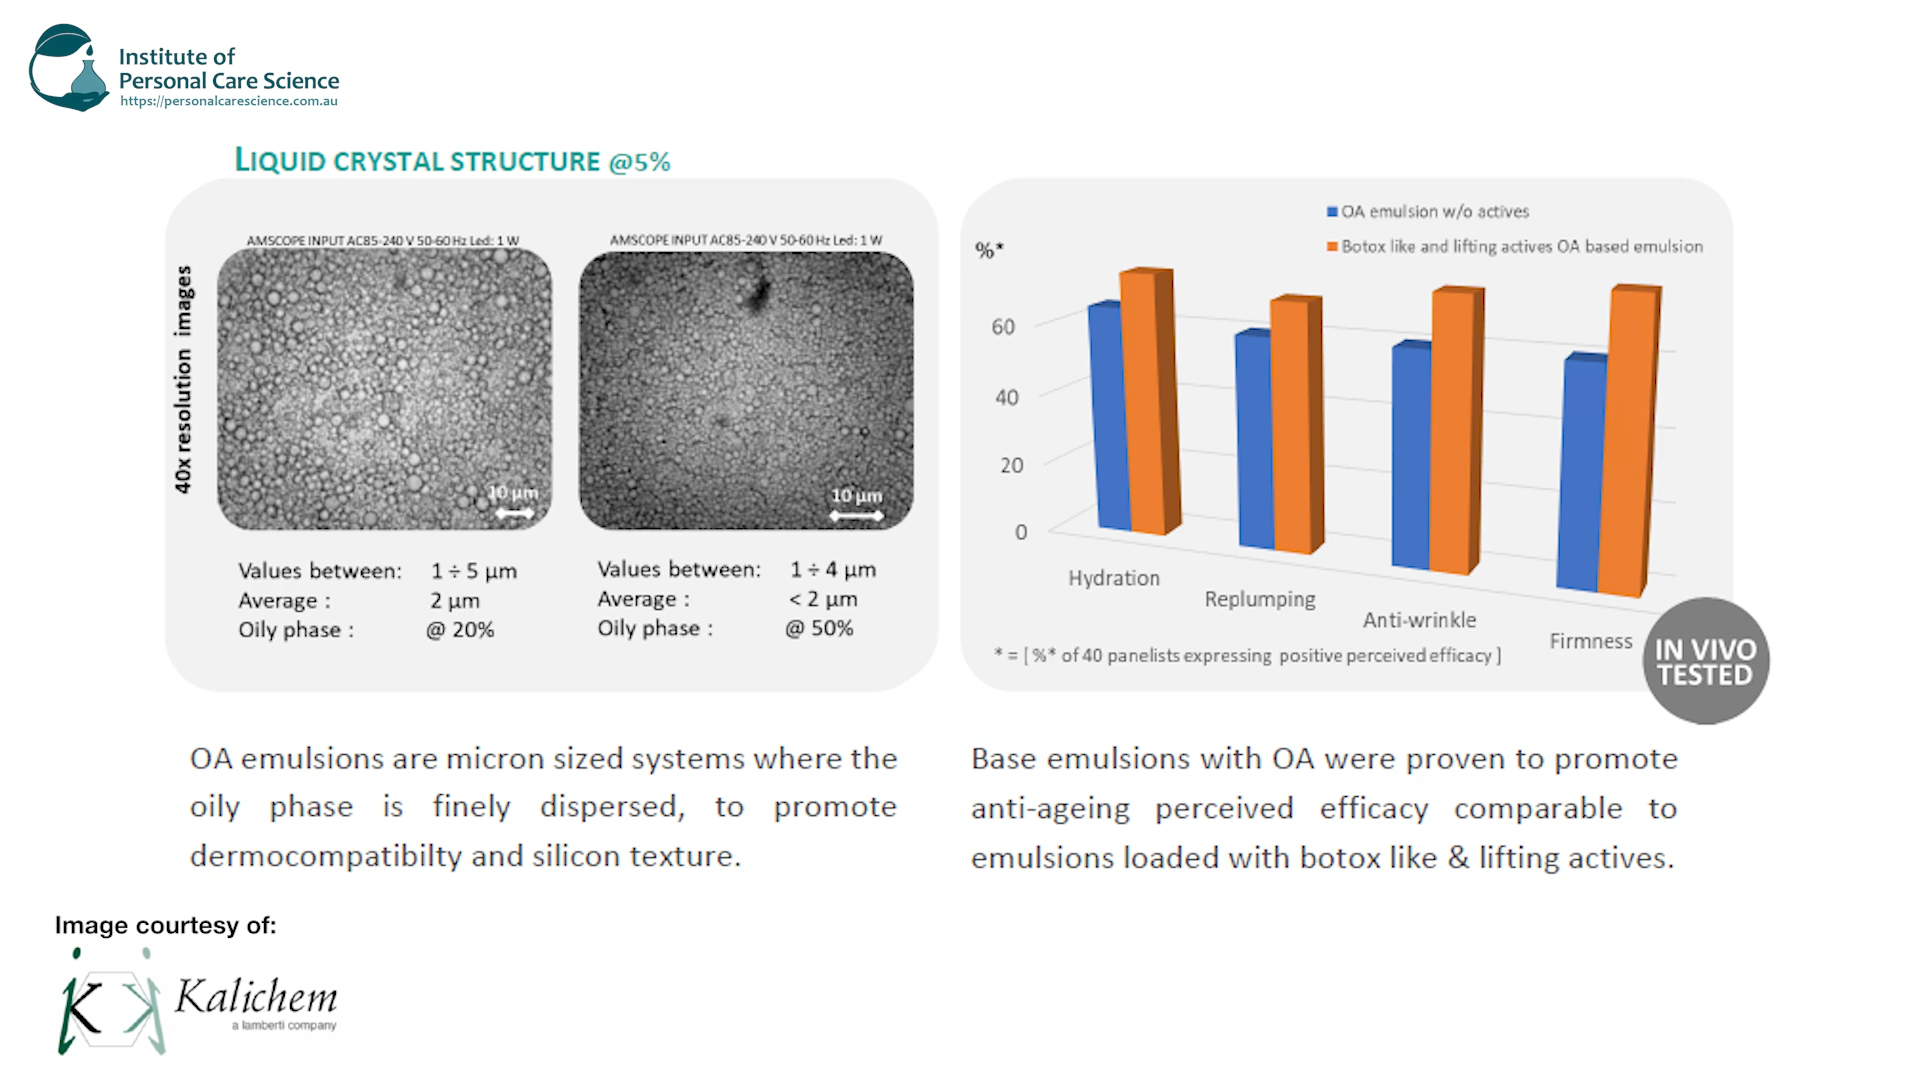 Institute of
Personal Care Science
https://personalcarescience.com.au
LIQUID CRYSTAL STRUCTURE @5%
40x resolution images
AMSCOPE INPUT AC85-240 V 50-60 Hz Led: 1 W
10 µm
Values between: 1 ÷ 5 µm
Average : 2 µm
Oily phase : @ 20%
AMSCOPE INPUT AC85-240 V 50-60 Hz Led: 1 W
10 µm
Values between: 1 ÷ 4 µm
Average : < 2 µm
Oily phase : @ 50%
OA emulsion w/o actives
Botox like and lifting actives OA based emulsion
%*
60
40
20
0
Hydration
Replumping
Anti-wrinkle
Firmness
* = [ %* of 40 panelists expressing positive perceived efficacy ]
IN VIVO
TESTED
OA emulsions are micron sized systems where the
oily phase is finely dispersed, to promote
dermocompatibilty and silicon texture.
Base emulsions with OA were proven to promote
anti-ageing perceived efficacy comparable to
emulsions loaded with botox like & lifting actives.
Image courtesy of:
Kalichem
a lamberti company